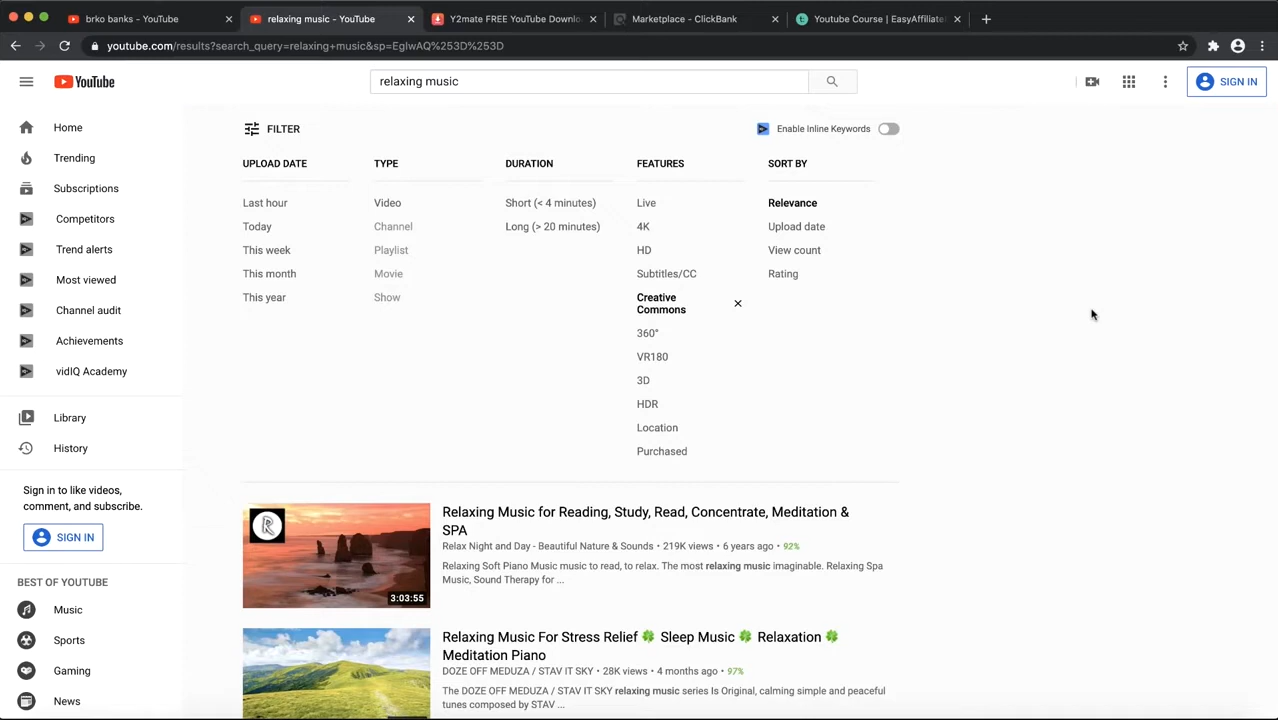 brko banks - YouTube
relaxing music - YouTube
Y2mate FREE YouTube Downlo
Marketplace - ClickBank
Youtube Course | EasyAffiliatel
youtube.com/results?search_query=relaxing+music&sp=EgIwAQ%253D%253D
YouTube
relaxing music
SIGN IN
Home
Trending
Subscriptions
Competitors
Trend alerts
Most viewed
Channel audit
Achievements
vidIQ Academy
Library
History
Sign in to like videos,
comment, and subscribe.
SIGN IN
BEST OF YOUTUBE
Music
Sports
Gaming
News
FILTER
Enable Inline Keywords
UPLOAD DATE
Last hour
Today
This week
This month
This year
TYPE
Video
Channel
Playlist
Movie
Show
DURATION
Short (< 4 minutes)
Long (> 20 minutes)
FEATURES
Live
4K
HD
Subtitles/CC
Creative
Commons
360°
VR180
3D
HDR
Location
Purchased
SORT BY
Relevance
Upload date
View count
Rating
R
3:03:55
Relaxing Music for Reading, Study, Read, Concentrate, Meditation &
SPA
Relax Night and Day - Beautiful Nature & Sounds • 219K views • 6 years ago • 92%
Relaxing Soft Piano Music music to read, to relax. The most relaxing music imaginable. Relaxing Spa
Music, Sound Therapy for ...
Relaxing Music For Stress Relief 🍀 Sleep Music 🍀 Relaxation 🍀
Meditation Piano
DOZE OFF MEDUZA / STAV IT SKY • 28K views • 4 months ago • 97%
The DOZE OFF MEDUZA / STAV IT SKY relaxing music series Is Original, calming simple and peaceful
tunes composed by STAV ...